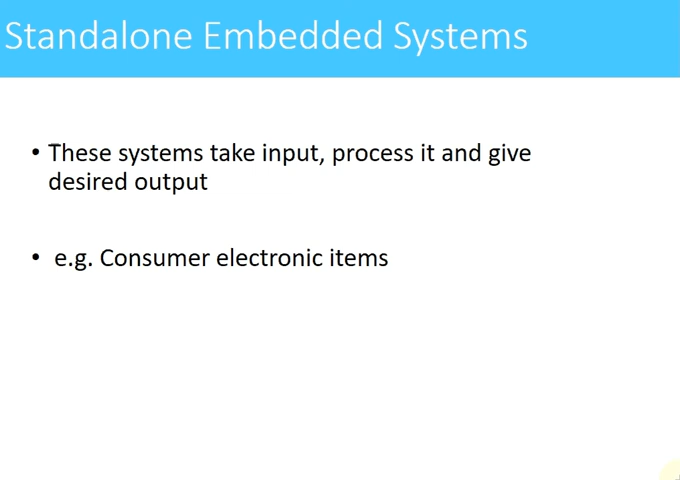 Standalone Embedded Systems
• These systems take input, process it and give
desired output
• e.g. Consumer electronic items